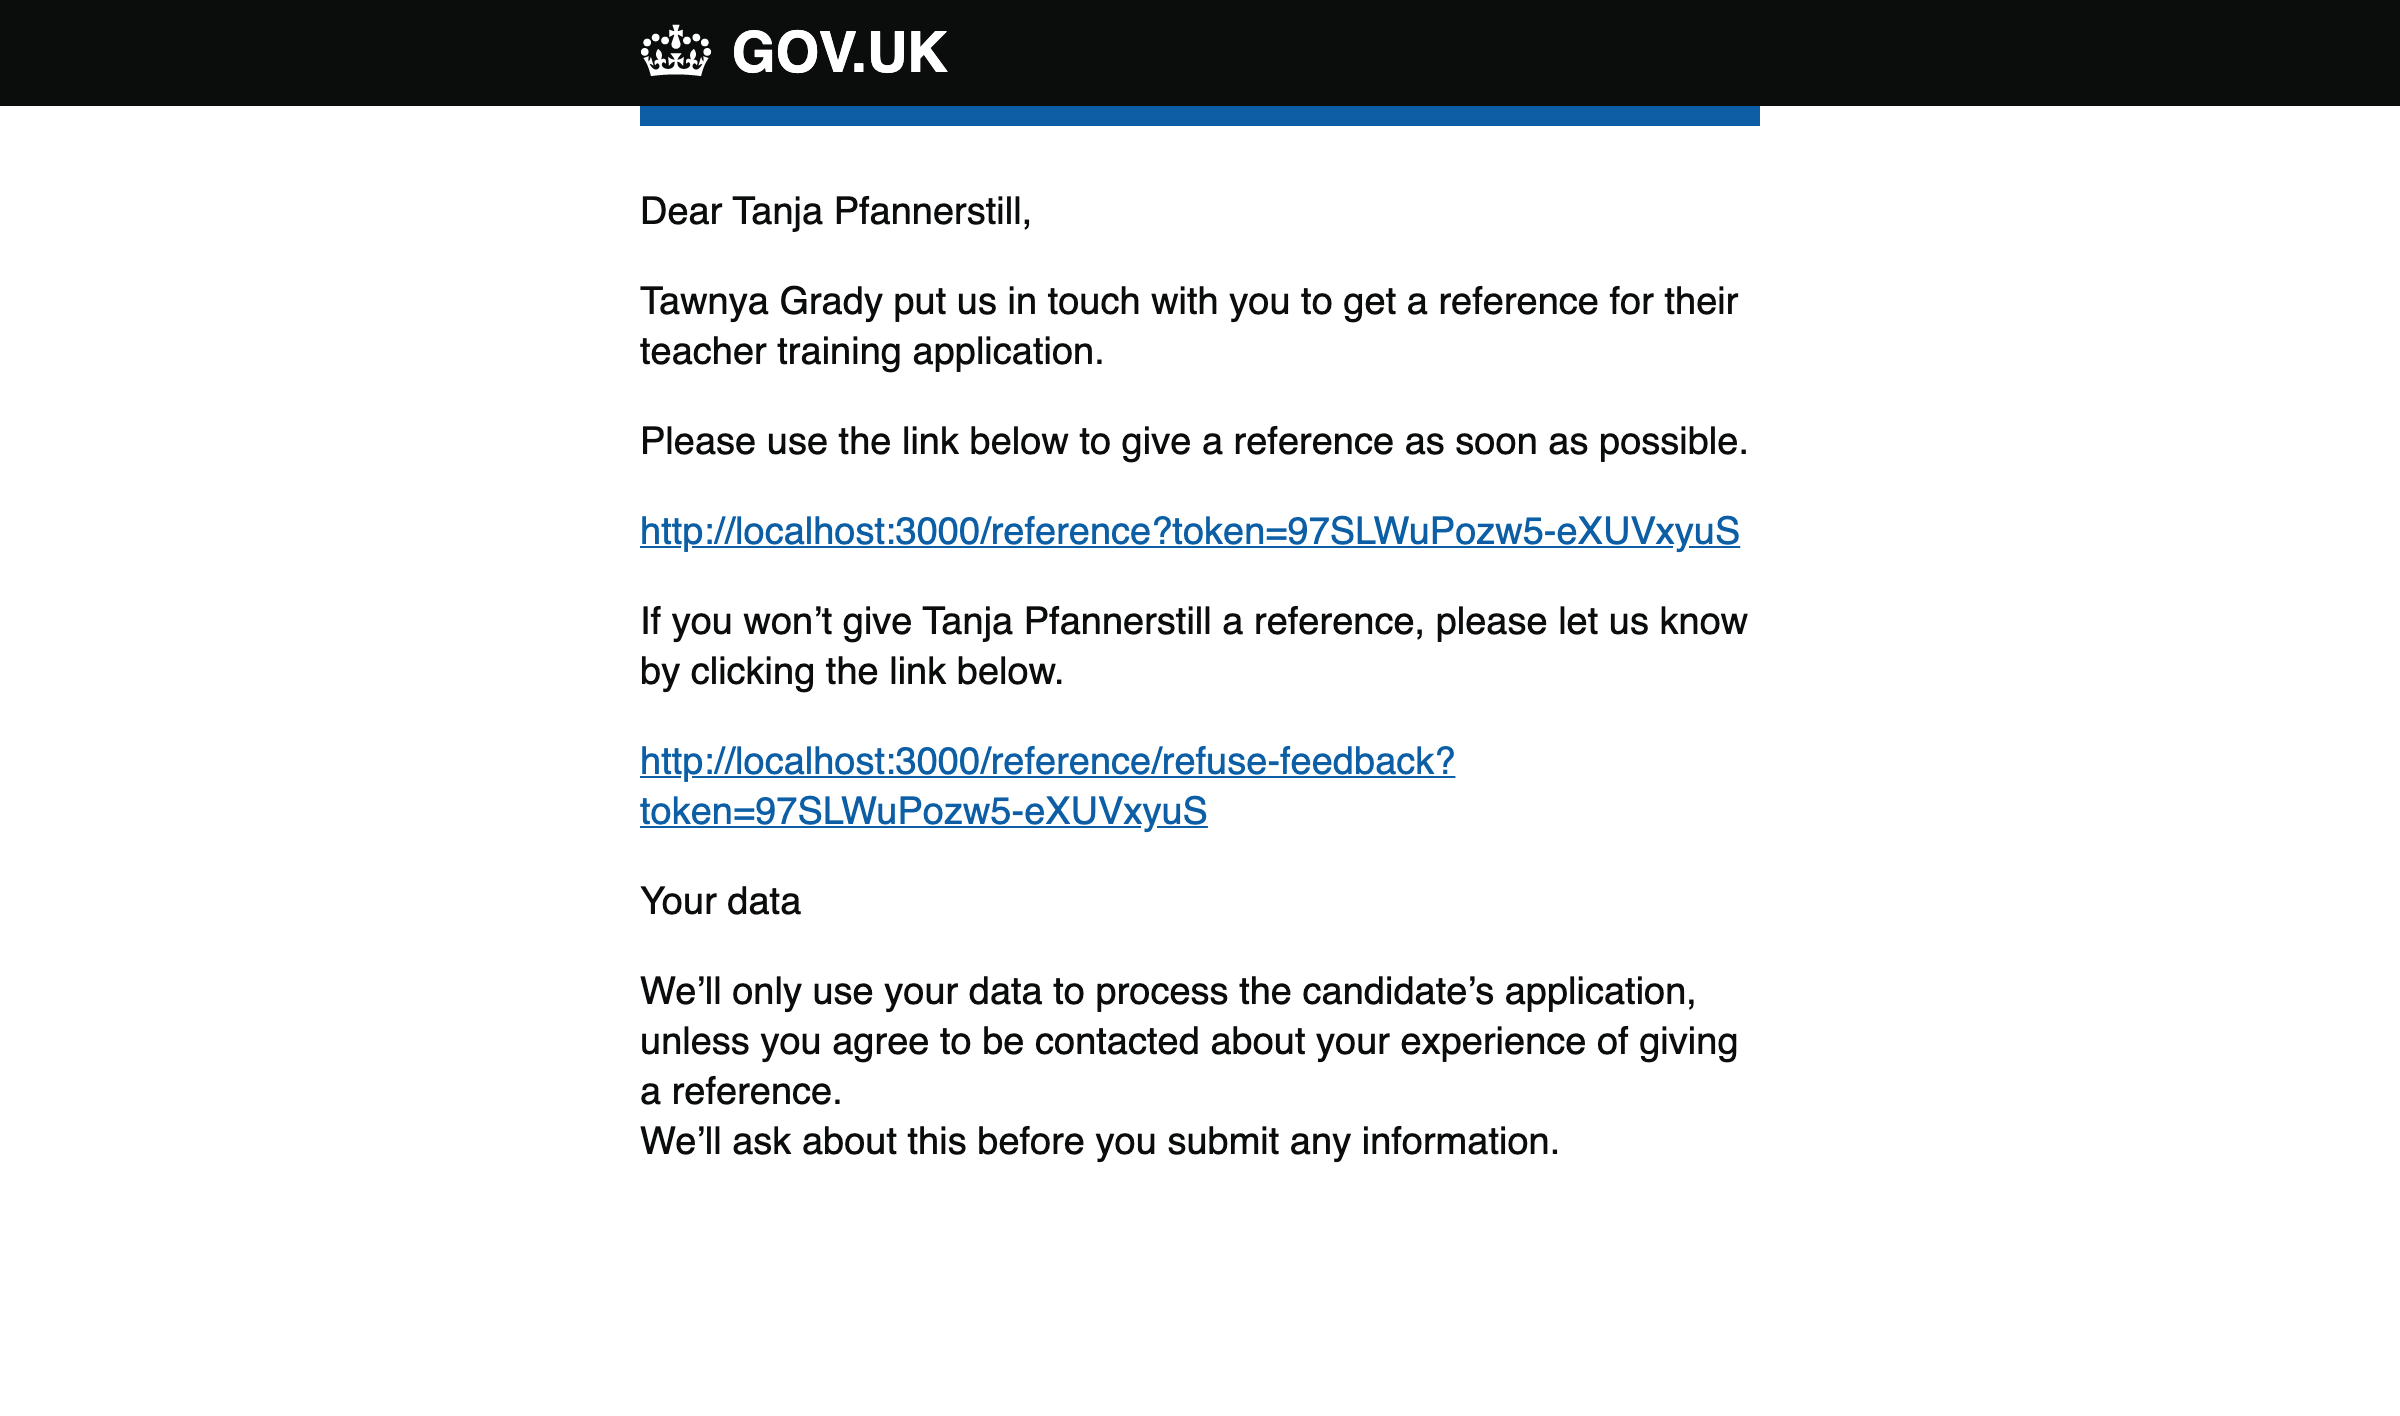 GOV.UK
Dear Tanja Pfannerstill,
Tawnya Grady put us in touch with you to get a reference for their
teacher training application.
Please use the link below to give a reference as soon as possible.
http://localhost:3000/reference?token=97SLWuPozw5-eXUVxyuS
If you won’t give Tanja Pfannerstill a reference, please let us know
by clicking the link below.
http://localhost:3000/reference/refuse-feedback?
token=97SLWuPozw5-eXUVxyuS
Your data
We’ll only use your data to process the candidate’s application,
unless you agree to be contacted about your experience of giving
a reference.
We’ll ask about this before you submit any information.